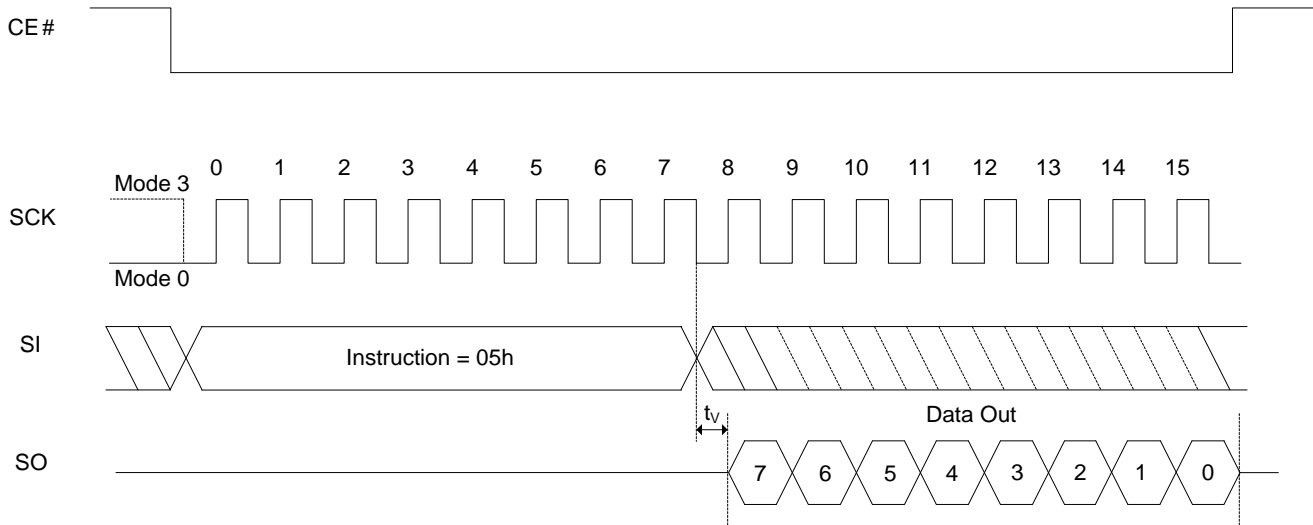 CE #
0 1 2 3 4 5 6 7 8 9 10 11 12 13 14 15
Mode 3
SCK
Mode 0
SI
Instruction = 05h
tV
Data Out
SO
7 6 5 4 3 2 1 0